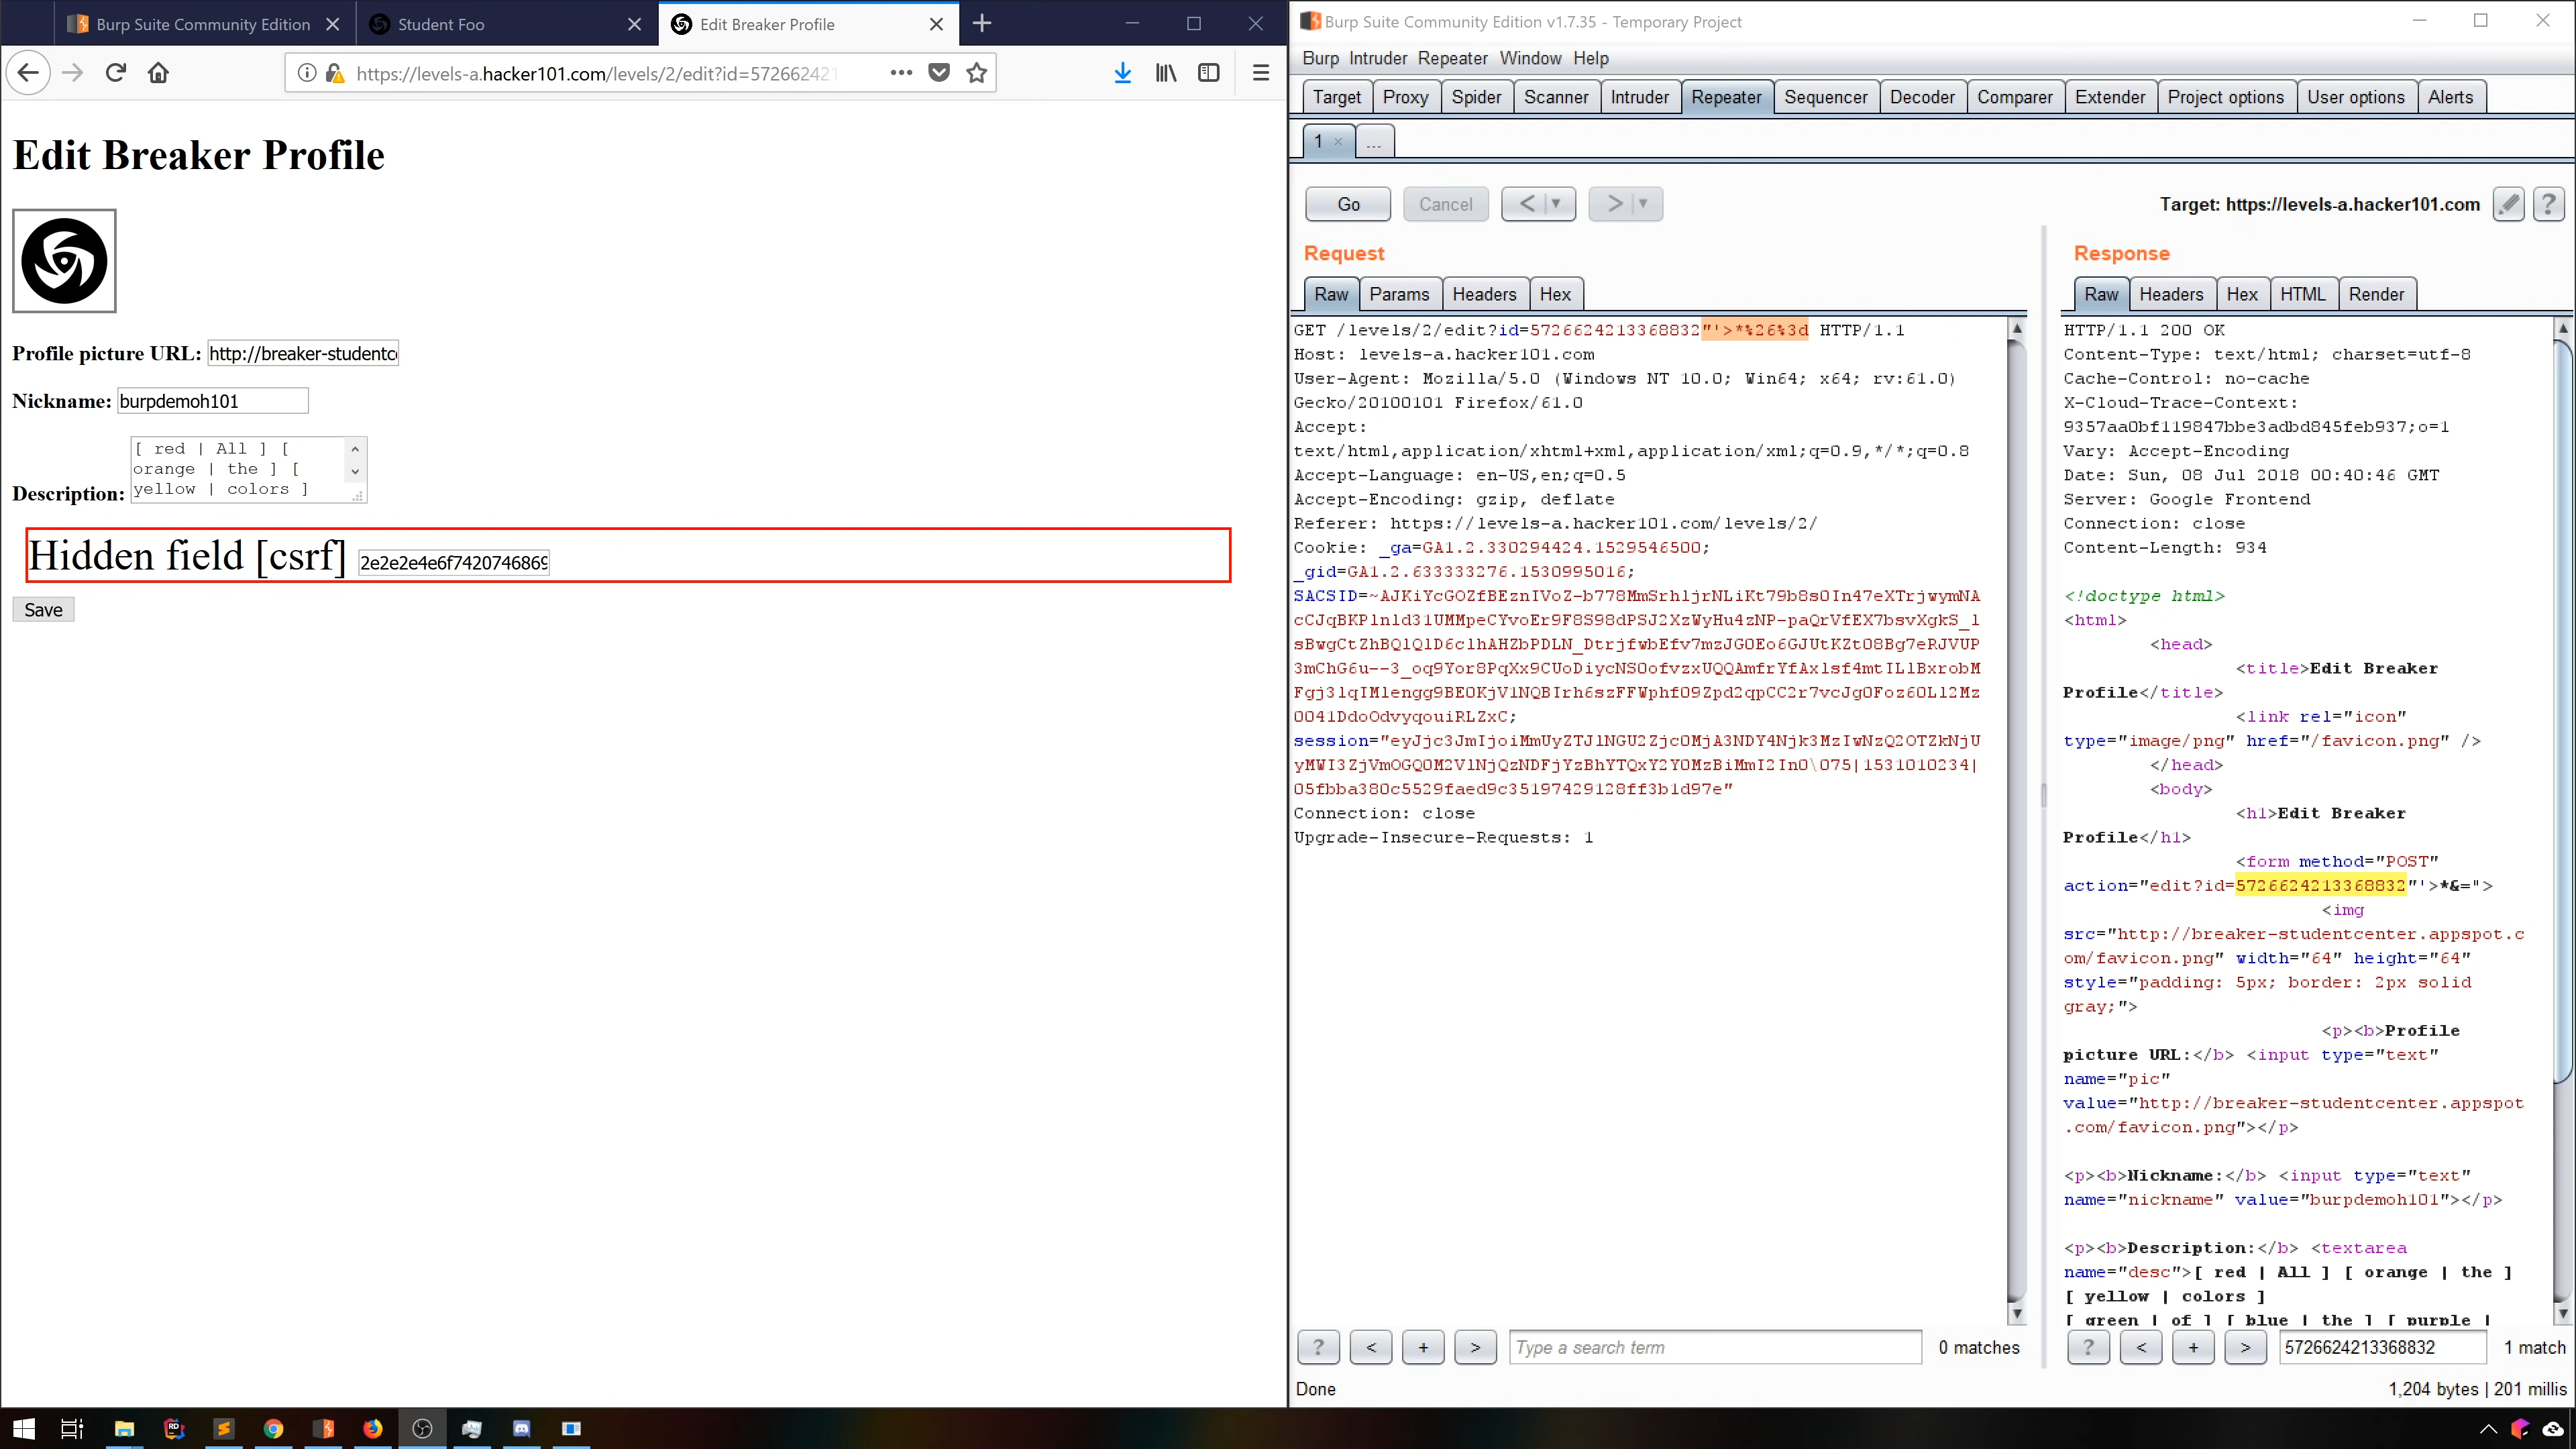 Burp Suite Community Edition
Student Foo
Edit Breaker Profile
https://levels-a.hacker101.com/levels/2/edit?id=572662421
Edit Breaker Profile
Profile picture URL: http://breaker-studentc
Nickname: burpdemoh101
Description: [ red | All ] [
orange | the ] [
yellow | colors ]
Hidden field [csrf] 2e2e2e4e6f7420746869
Save
Burp Suite Community Edition v1.7.35 - Temporary Project
Burp Intruder Repeater Window Help
Target Proxy Spider Scanner Intruder Repeater Sequencer Decoder Comparer Extender Project options User options Alerts
1 × ...
Go Cancel < > Target: https://levels-a.hacker101.com ?
Request
Raw Params Headers Hex
GET /levels/2/edit?id=5726624213368832"'>*%26%3d HTTP/1.1
Host: levels-a.hacker101.com
User-Agent: Mozilla/5.0 (Windows NT 10.0; Win64; x64; rv:61.0)
Gecko/20100101 Firefox/61.0
Accept:
text/html,application/xhtml+xml,application/xml;q=0.9,*/*;q=0.8
Accept-Language: en-US,en;q=0.5
Accept-Encoding: gzip, deflate
Referer: https://levels-a.hacker101.com/levels/2/
Cookie: _ga=GA1.2.330294424.1529546500;
_gid=GA1.2.633333276.1530995016;
Connection: close
Upgrade-Insecure-Requests: 1
? < + > Type a search term 0 matches
Done
Response
Raw Headers Hex HTML Render
HTTP/1.1 200 OK
Content-Type: text/html; charset=utf-8
Cache-Control: no-cache
X-Cloud-Trace-Context:
9357aa0bf119847bbe3adbd845feb937;o=1
Vary: Accept-Encoding
Date: Sun, 08 Jul 2018 00:40:46 GMT
Server: Google Frontend
Connection: close
Content-Length: 934
<!doctype html>
<html>
<head>
<title>Edit Breaker
Profile</title>
<link rel="icon"
type="image/png" href="/favicon.png" />
</head>
<body>
<h1>Edit Breaker
Profile</h1>
<form method="POST"
action="edit?id=5726624213368832"'>*&=">
<img
src="http://breaker-studentcenter.appspot.c
om/favicon.png" width="64" height="64"
style="padding: 5px; border: 2px solid
gray;">
<p><b>Profile
picture URL:</b> <input type="text"
name="pic"
value="http://breaker-studentcenter.appspot
.com/favicon.png"></p>
<p><b>Nickname:</b> <input type="text"
name="nickname" value="burpdemoh101"></p>
<p><b>Description:</b> <textarea
name="desc">[ red | All ] [ orange | the ]
[ yellow | colors ]
[ green | of ] [ blue | the ] [ purple |
? < + > 5726624213368832 1 match
1,204 bytes | 201 millis